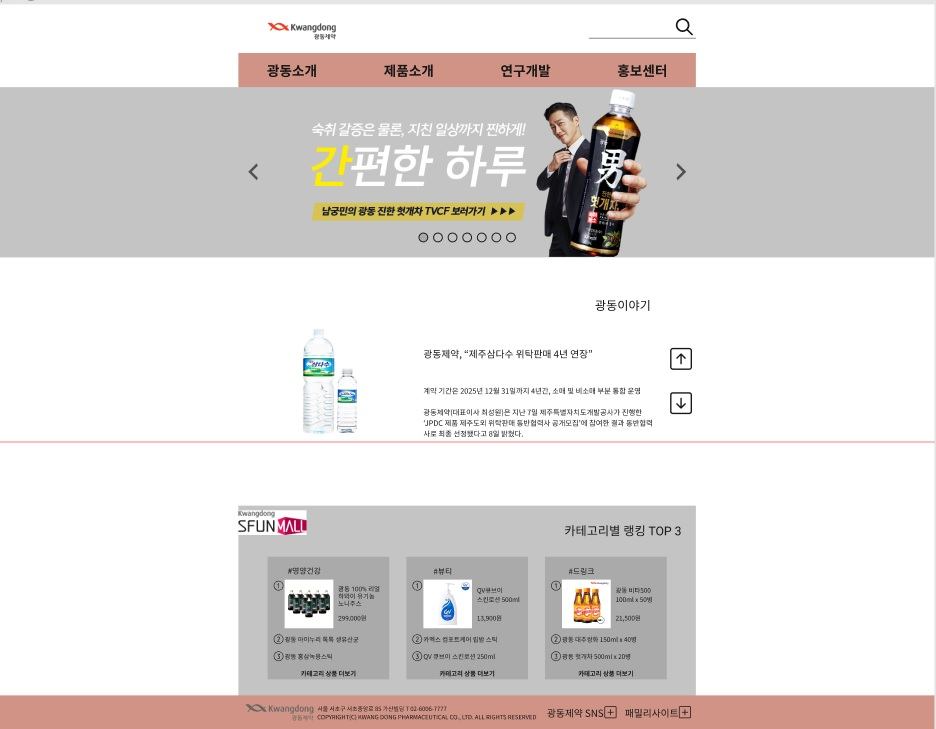 Kwangdong
광동제약
광동소개 제품소개 연구개발 홍보센터
숙취 갈증은 물론, 지친 일상까지 찐하게!
간편한 하루
남궁민의 광동 진한 헛개차 TVCF 보러가기 ▶▶▶
男
헛개차
광동이야기
삼다수
광동제약, “제주삼다수 위탁판매 4년 연장”
계약 기간은 2025년 12월 31일까지 4년간, 소매 및 비소매 부분 통합 운영
광동제약(대표이사 최성원)은 지난 7일 제주특별자치도개발공사가 진행한
'JPDC 제품 제주도외 위탁판매 동반협력사 공개모집'에 참여한 결과 동반협력
사로 최종 선정됐다고 8일 밝혔다.
Kwangdong
SFUNMALL
카테고리별 랭킹 TOP 3
#영양건강
① 광동 100% 리얼
하와이 유기농
노니주스
299,000원
② 광동 마이누리 톡톡 생유산균
③ 광동 홍삼녹용스틱
카테고리 상품 더보기
#뷰티
① QV큐브이
스킨로션 500ml
13,900원
② 카멕스 컴포트케어 립밤 스틱
③ QV 큐브이 스킨로션 250ml
카테고리 상품 더보기
#드링크
① 광동 비타500
100ml x 50병
21,500원
② 광동 대추쌍화 150ml x 40병
③ 광동 헛개차 500ml x 20병
카테고리 상품 더보기
Kwangdong
광동제약
서울 서초구 서초중앙로 85 가산빌딩 T 02-6006-7777
COPYRIGHT(C) KWANG DONG PHARMACEUTICAL CO., LTD. ALL RIGHTS RESERVED
광동제약 SNS 패밀리사이트